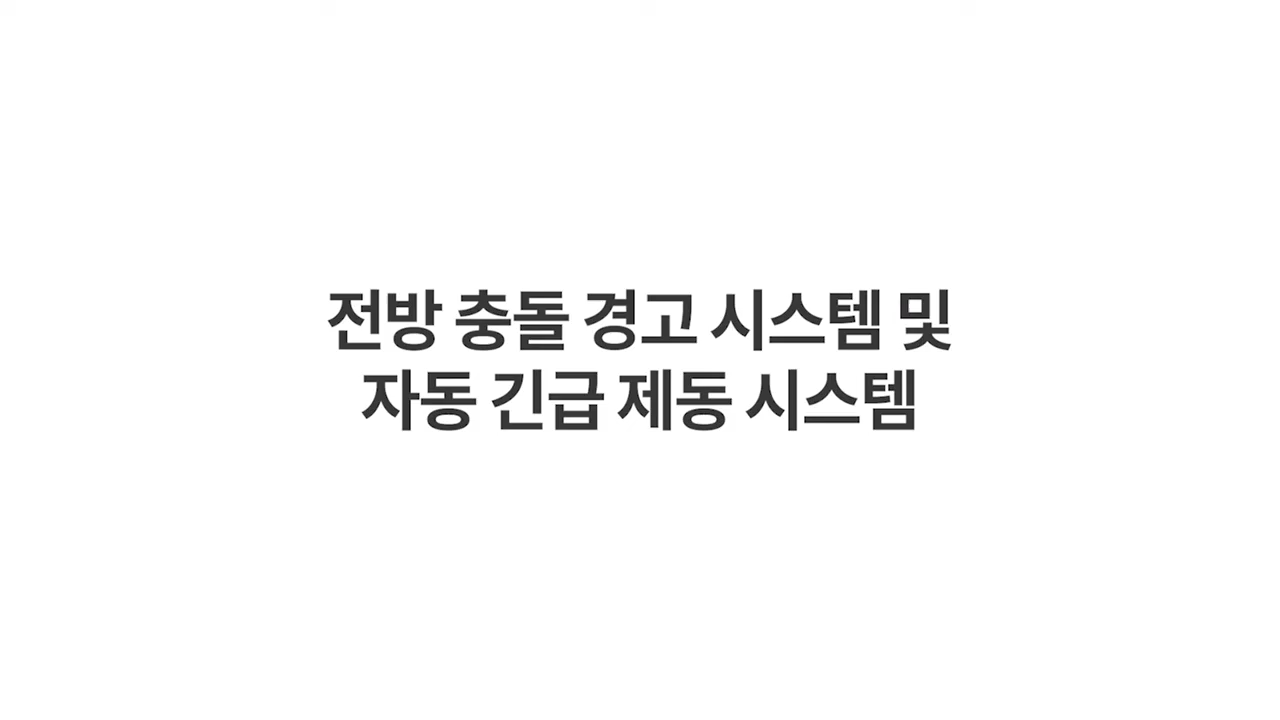 전방 충돌 경고 시스템 및
자동 긴급 제동 시스템